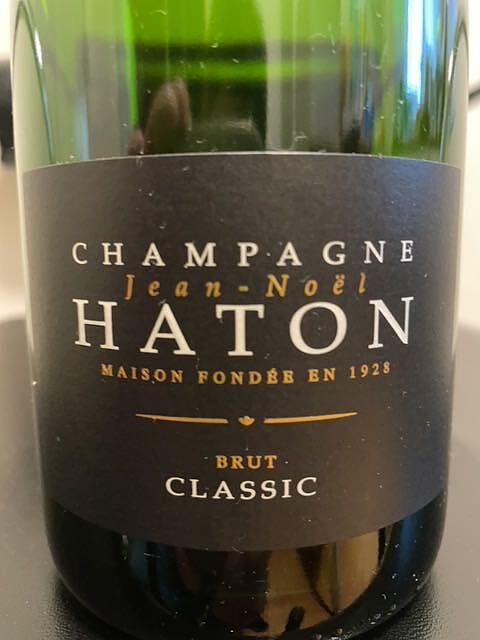 CHAMPAGNE
Jean-Noël
HATON
MAISON FONDÉE EN 1928
BRUT
CLASSIC